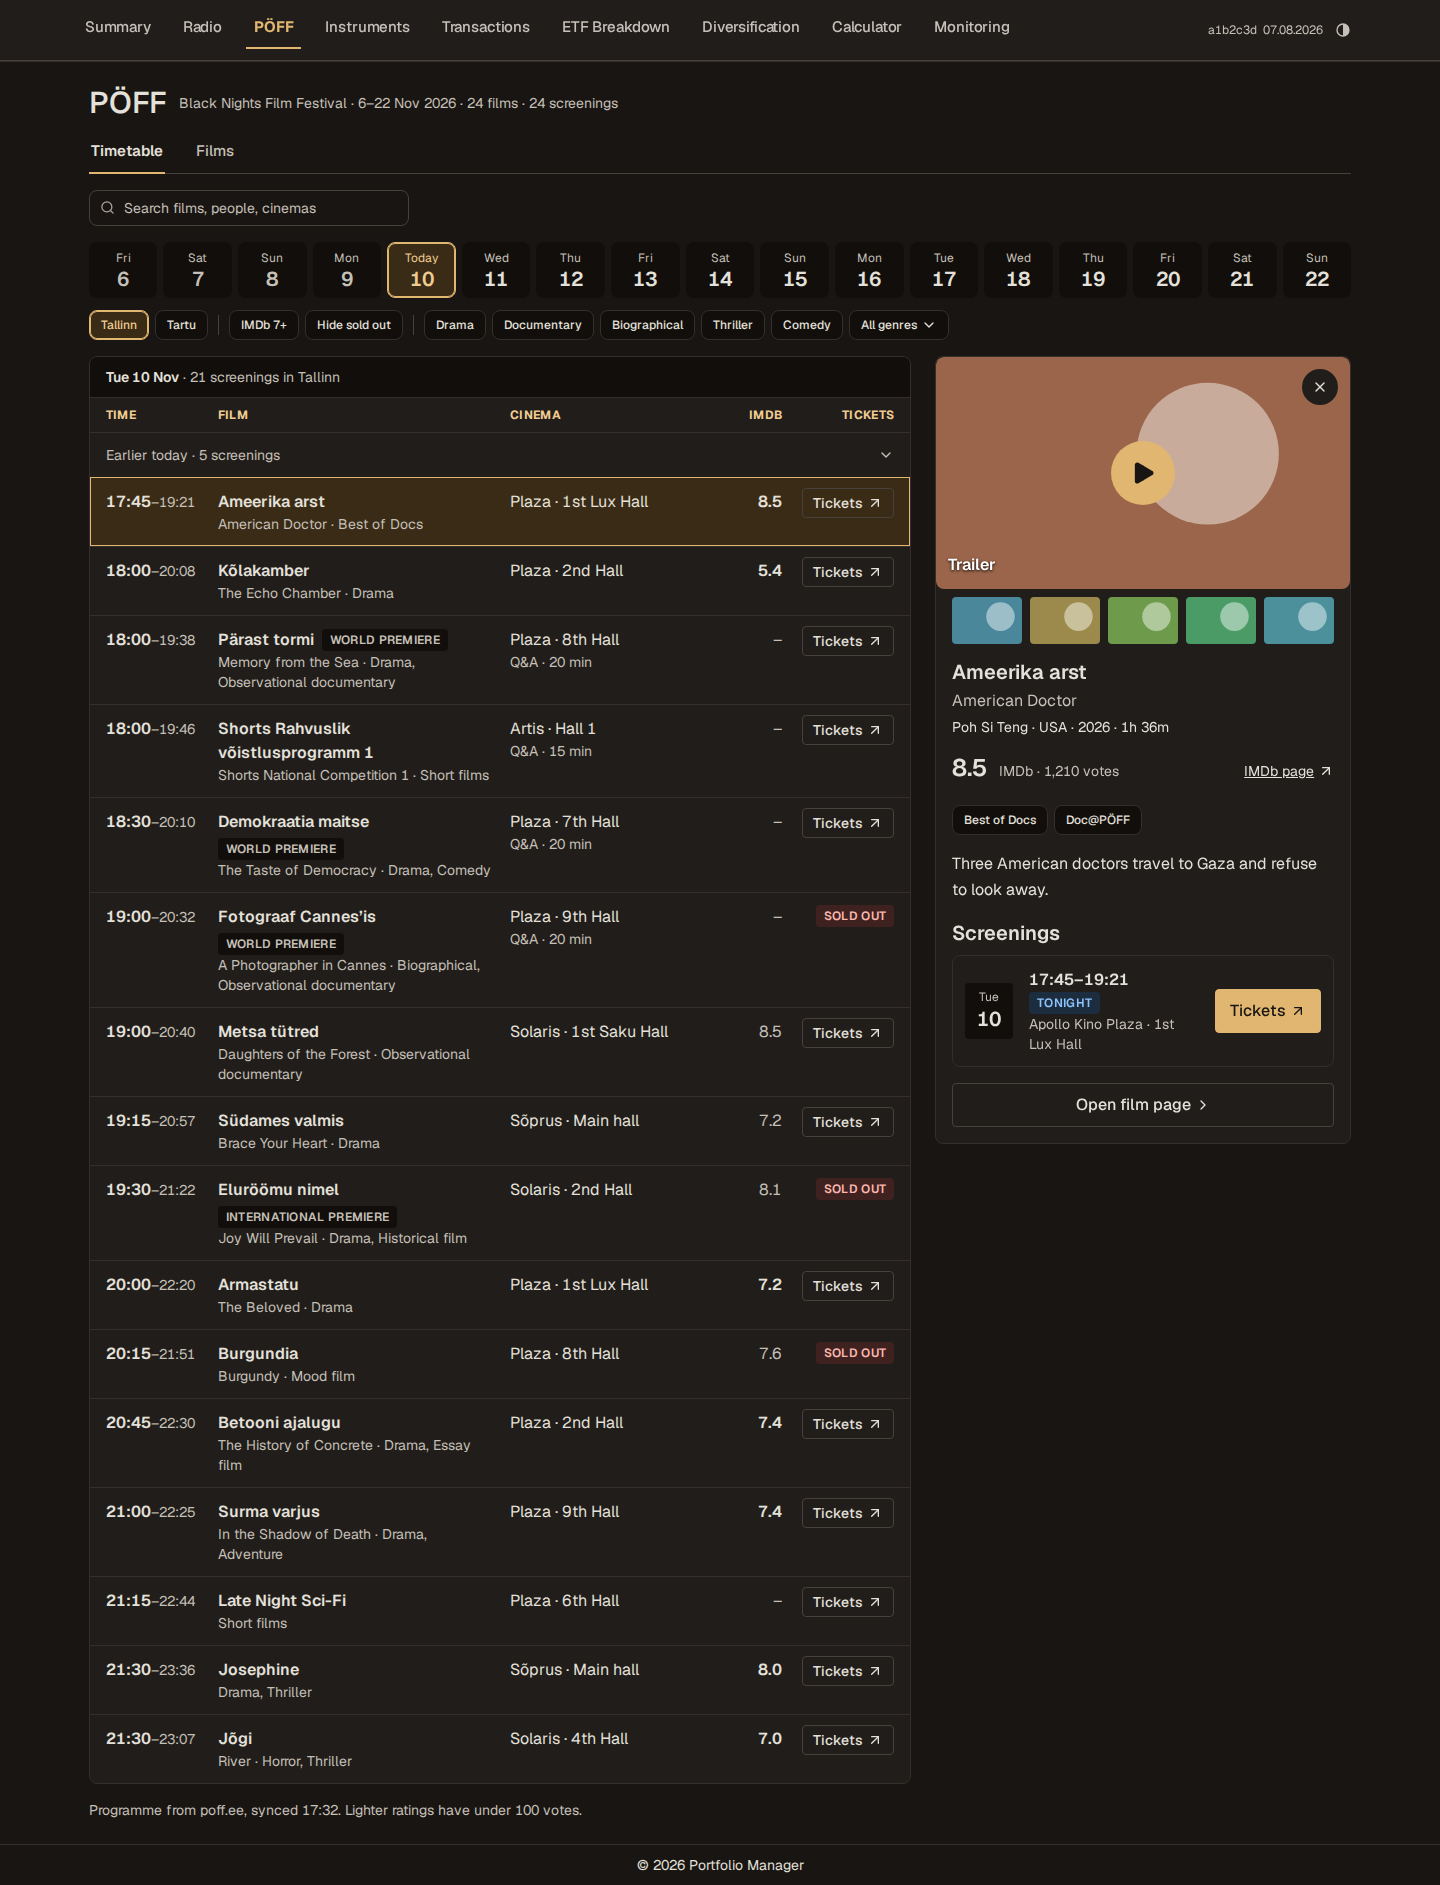 Summary Radio PÖFF Instruments Transactions ETF Breakdown Diversification Calculator Monitoring a1b2c3d 07.08.2026
PÖFF Black Nights Film Festival · 6–22 Nov 2026 · 24 films · 24 screenings
Timetable Films
Search films, people, cinemas
Fri Sat Sun Mon Today Wed Thu Fri Sat Sun Mon Tue Wed Thu Fri Sat Sun
6 7 8 9 10 11 12 13 14 15 16 17 18 19 20 21 22
Tallinn Tartu IMDb 7+ Hide sold out Drama Documentary Biographical Thriller Comedy All genres
Tue 10 Nov · 21 screenings in Tallinn
TIME FILM CINEMA IMDB TICKETS
Earlier today · 5 screenings
17:45–19:21 Ameerika arst Plaza · 1st Lux Hall 8.5 Tickets
American Doctor · Best of Docs
18:00–20:08 Kõlakamber Plaza · 2nd Hall 5.4 Tickets
The Echo Chamber · Drama
18:00–19:38 Pärast tormi WORLD PREMIERE Plaza · 8th Hall – Tickets
Memory from the Sea · Drama, Q&A · 20 min
Observational documentary
18:00–19:46 Shorts Rahvuslik Artis · Hall 1 – Tickets
võistlusprogramm 1 Q&A · 15 min
Shorts National Competition 1 · Short films
18:30–20:10 Demokraatia maitse Plaza · 7th Hall – Tickets
WORLD PREMIERE Q&A · 20 min
The Taste of Democracy · Drama, Comedy
19:00–20:32 Fotograaf Cannes’is Plaza · 9th Hall – SOLD OUT
WORLD PREMIERE Q&A · 20 min
A Photographer in Cannes · Biographical,
Observational documentary
19:00–20:40 Metsa tütred Solaris · 1st Saku Hall 8.5 Tickets
Daughters of the Forest · Observational
documentary
19:15–20:57 Südames valmis Sõprus · Main hall 7.2 Tickets
Brace Your Heart · Drama
19:30–21:22 Eluröömu nimel Solaris · 2nd Hall 8.1 SOLD OUT
INTERNATIONAL PREMIERE
Joy Will Prevail · Drama, Historical film
20:00–22:20 Armastatu Plaza · 1st Lux Hall 7.2 Tickets
The Beloved · Drama
20:15–21:51 Burgundia Plaza · 8th Hall 7.6 SOLD OUT
Burgundy · Mood film
20:45–22:30 Betooni ajalugu Plaza · 2nd Hall 7.4 Tickets
The History of Concrete · Drama, Essay
film
21:00–22:25 Surma varjus Plaza · 9th Hall 7.4 Tickets
In the Shadow of Death · Drama,
Adventure
21:15–22:44 Late Night Sci-Fi Plaza · 6th Hall – Tickets
Short films
21:30–23:36 Josephine Sõprus · Main hall 8.0 Tickets
Drama, Thriller
21:30–23:07 Jõgi Solaris · 4th Hall 7.0 Tickets
River · Horror, Thriller
Trailer
Ameerika arst
American Doctor
Poh Si Teng · USA · 2026 · 1h 36m
8.5 IMDb · 1,210 votes IMDb page
Best of Docs Doc@PÖFF
Three American doctors travel to Gaza and refuse
to look away.
Screenings
Tue 10
17:45–19:21
TONIGHT
Apollo Kino Plaza · 1st
Lux Hall
Tickets
Open film page
Programme from poff.ee, synced 17:32. Lighter ratings have under 100 votes.
© 2026 Portfolio Manager